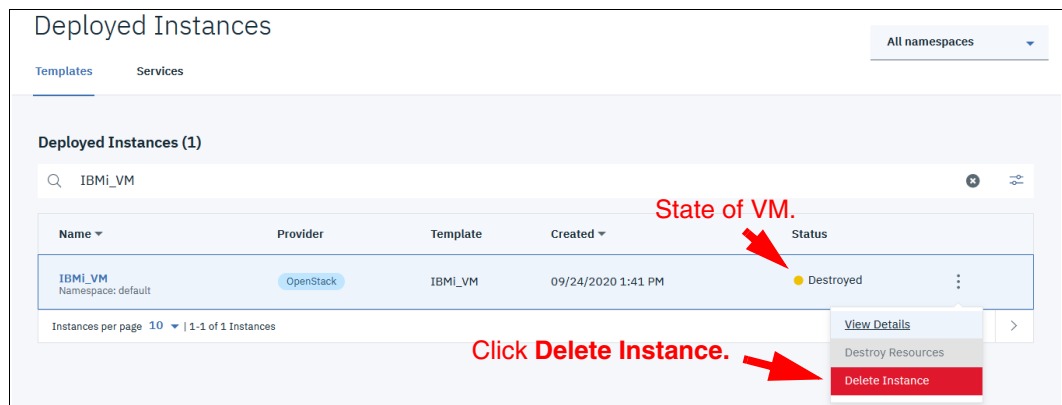 Deployed Instances
All namespaces
Templates Services
Deployed Instances (1)
IBMi_VM
State of VM.
Name Provider Template Created Status
IBMi_VM OpenStack IBMi_VM 09/24/2020 1:41 PM Destroyed
Namespace: default
Instances per page 10 | 1-1 of 1 Instances
View Details
Click Delete Instance.
Destroy Resources
Delete Instance